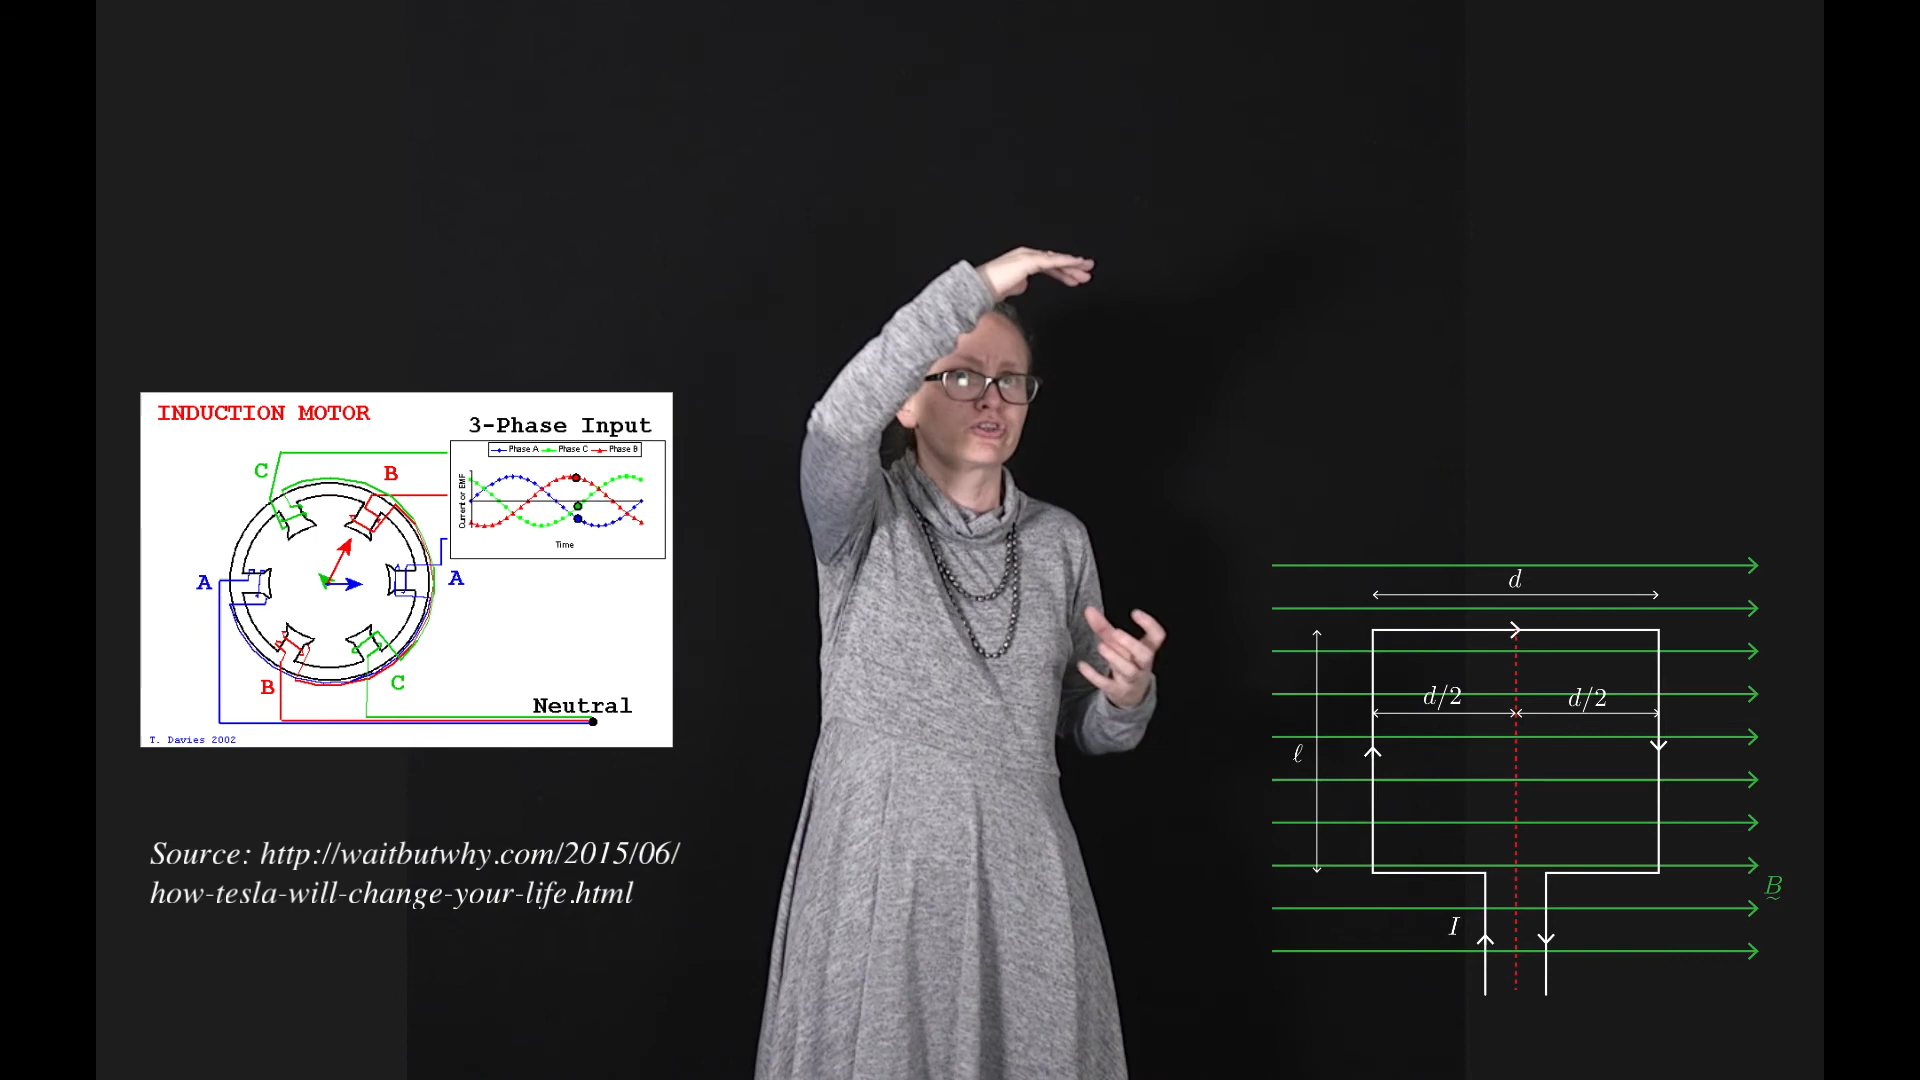 INDUCTION MOTOR
3-Phase Input
Phase A Phase C Phase B
Current or EMF
Time
C
B
A
A
B
C
Neutral
T. Davies 2002
Source: http://waitbutwhy.com/2015/06/
how-tesla-will-change-your-life.html
d
d/2
d/2
ℓ
B
I